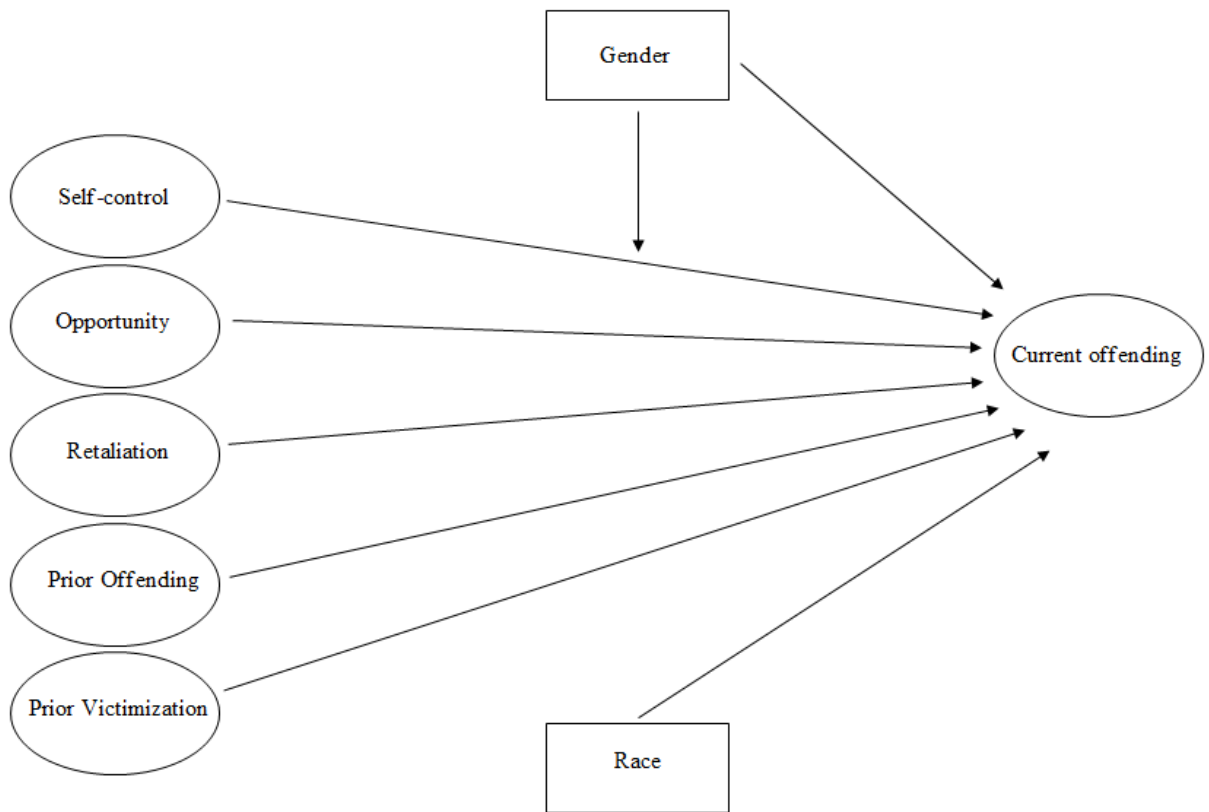 Gender
Self-control
Opportunity
Current offending
Retaliation
Prior Offending
Prior Victimization
Race